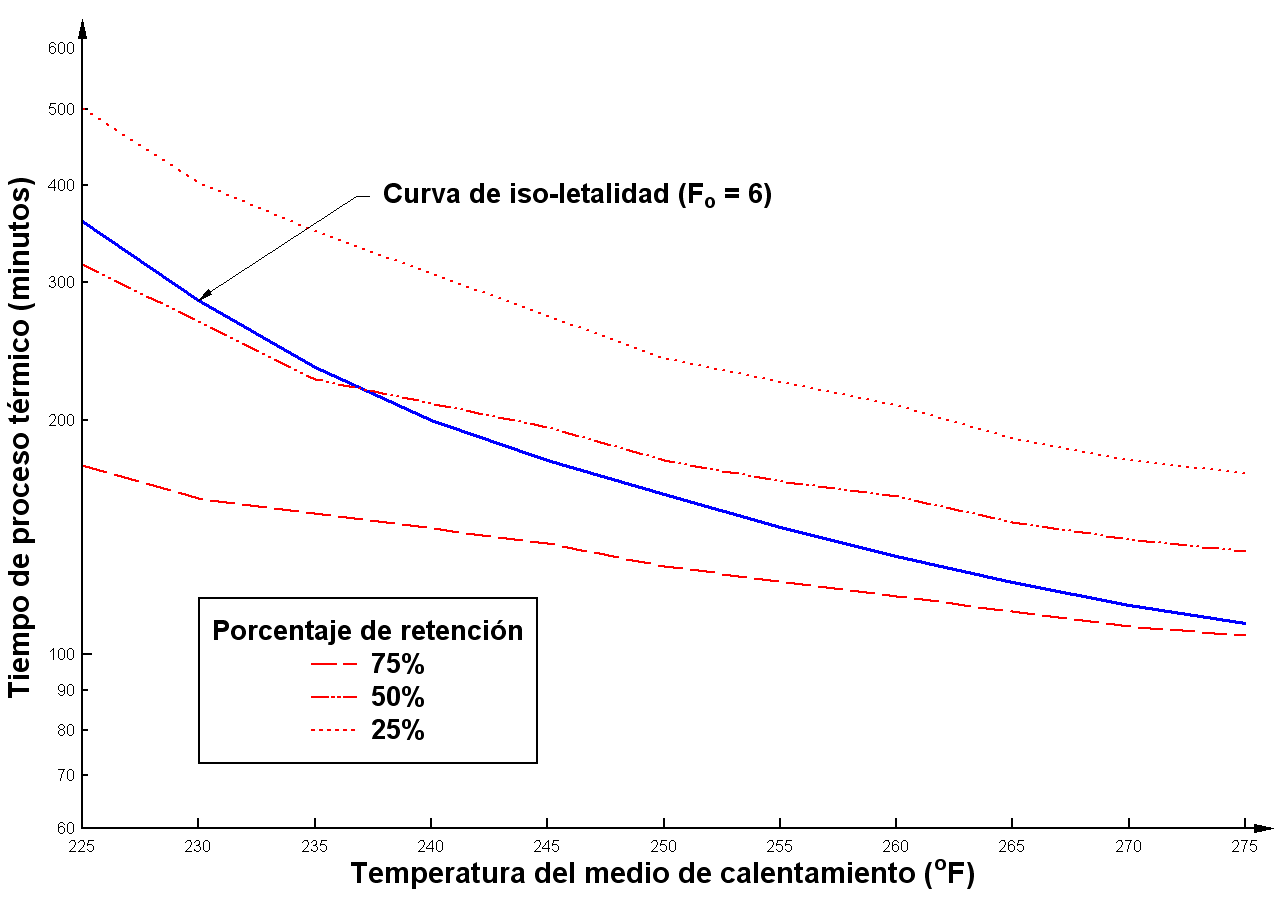 600
500
400
300
200
100
90
80
70
60
Tiempo de proceso térmico (minutos)
Curva de iso-letalidad (Fo = 6)
Porcentaje de retención
75%
50%
25%
225 230 235 240 245 250 255 260 265 270 275
Temperatura del medio de calentamiento (ºF)